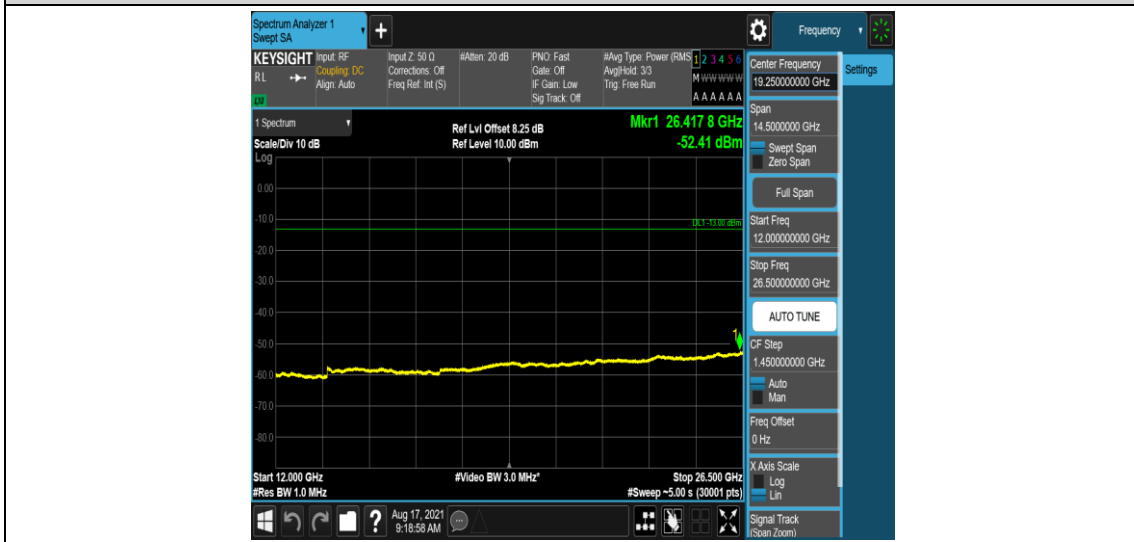 Spectrum Analyzer 1
Swept SA
Frequency
KEYSIGHT
RL
Input: RF
Coupling: DC
Align: Auto
Input Z: 50 Ω
Corrections: Off
Freq Ref: Int (S)
#Atten: 20 dB
PNO: Fast
Gate: Off
IF Gain: Low
Sig Track: Off
#Avg Type: Power (RMS
Avg|Hold: 3/3
Trig: Free Run
1 2 3 4 5 6
M W W W W W
A A A A A A
1 Spectrum
Scale/Div 10 dB
Log
Ref Lvl Offset 8.25 dB
Ref Level 10.00 dBm
Mkr1 26.417 8 GHz
-52.41 dBm
0.00
-10.0
-20.0
-30.0
-40.0
-50.0
-60.0
-70.0
-80.0
DL1 -13.00 dBm
1
Start 12.000 GHz
#Res BW 1.0 MHz
#Video BW 3.0 MHz*
Stop 26.500 GHz
#Sweep ~5.00 s (30001 pts)
Center Frequency
19.250000000 GHz
Settings
Span
14.5000000 GHz
Swept Span
Zero Span
Full Span
Start Freq
12.000000000 GHz
Stop Freq
26.500000000 GHz
AUTO TUNE
CF Step
1.450000000 GHz
Auto
Man
Freq Offset
0 Hz
X Axis Scale
Log
Lin
Signal Track
(Span Zoom)
Aug 17, 2021
9:18:58 AM